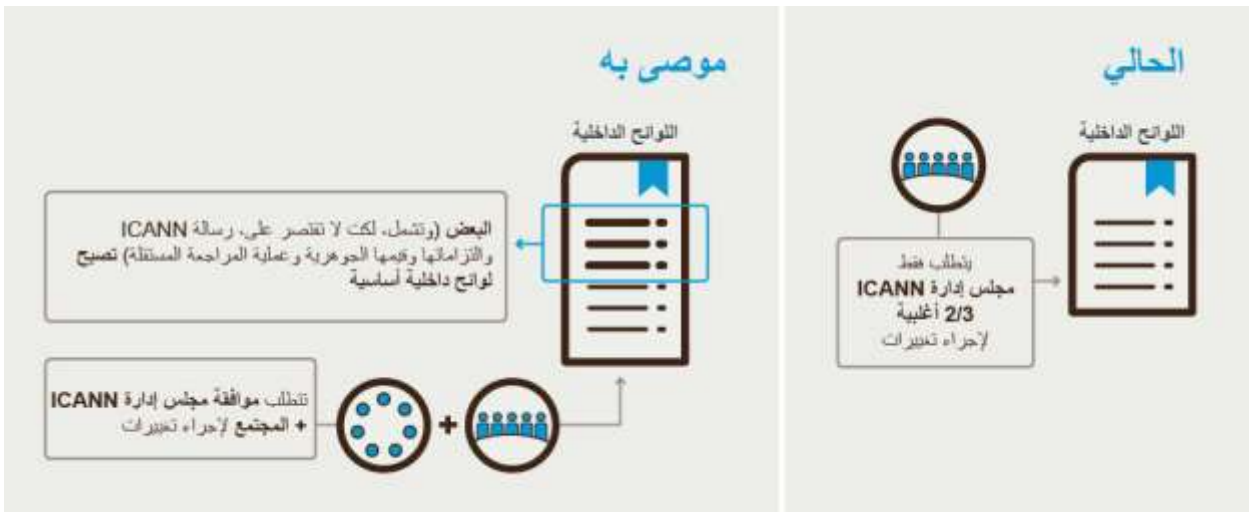 الحالي
اللوائح الداخلية
يتطلب فقط
مجلس إدارة ICANN
2/3 أغلبية
لإجراء تغييرات
موصى به
اللوائح الداخلية
البعض (وتشمل، لكت لا تقتصر على، رسالة ICANN
والتزاماتها وقيمها الجوهرية وعملية المراجعة المستقلة) تصبح
لوائح داخلية أساسية
تتطلب موافقة مجلس إدارة ICANN
+ المجتمع لإجراء تغييرات
+